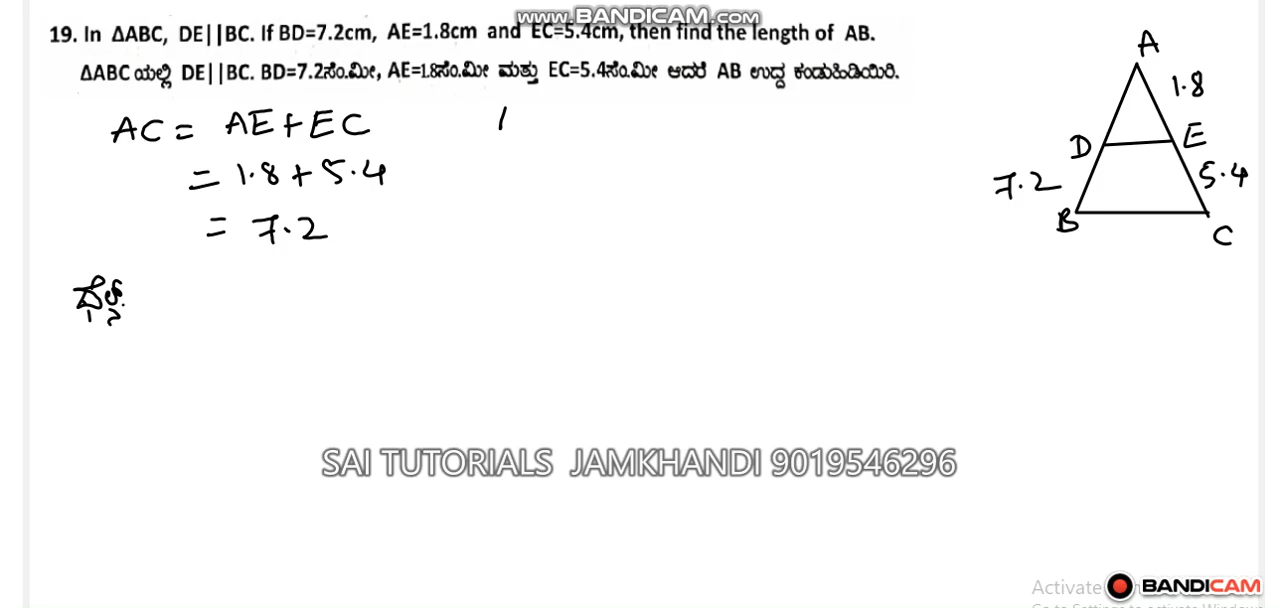 www.BANDICAM.com
19. In ΔABC, DE||BC. If BD=7.2cm, AE=1.8cm and EC=5.4cm, then find the length of AB.
ΔABC ಯಲ್ಲಿ DE||BC. BD=7.2ಸೆಂ.ಮೀ, AE=1.8ಸೆಂ.ಮೀ ಮತ್ತು EC=5.4ಸೆಂ.ಮೀ ಆದರೆ AB ಉದ್ದ ಕಂಡುಹಿಡಿಯಿರಿ.
A
1.8
AC = AE+EC
D E
= 1.8 + 5.4
7.2 5.4
= 7.2
B C
SAI TUTORIALS JAMKHANDI 9019546296
Activate
BANDICAM